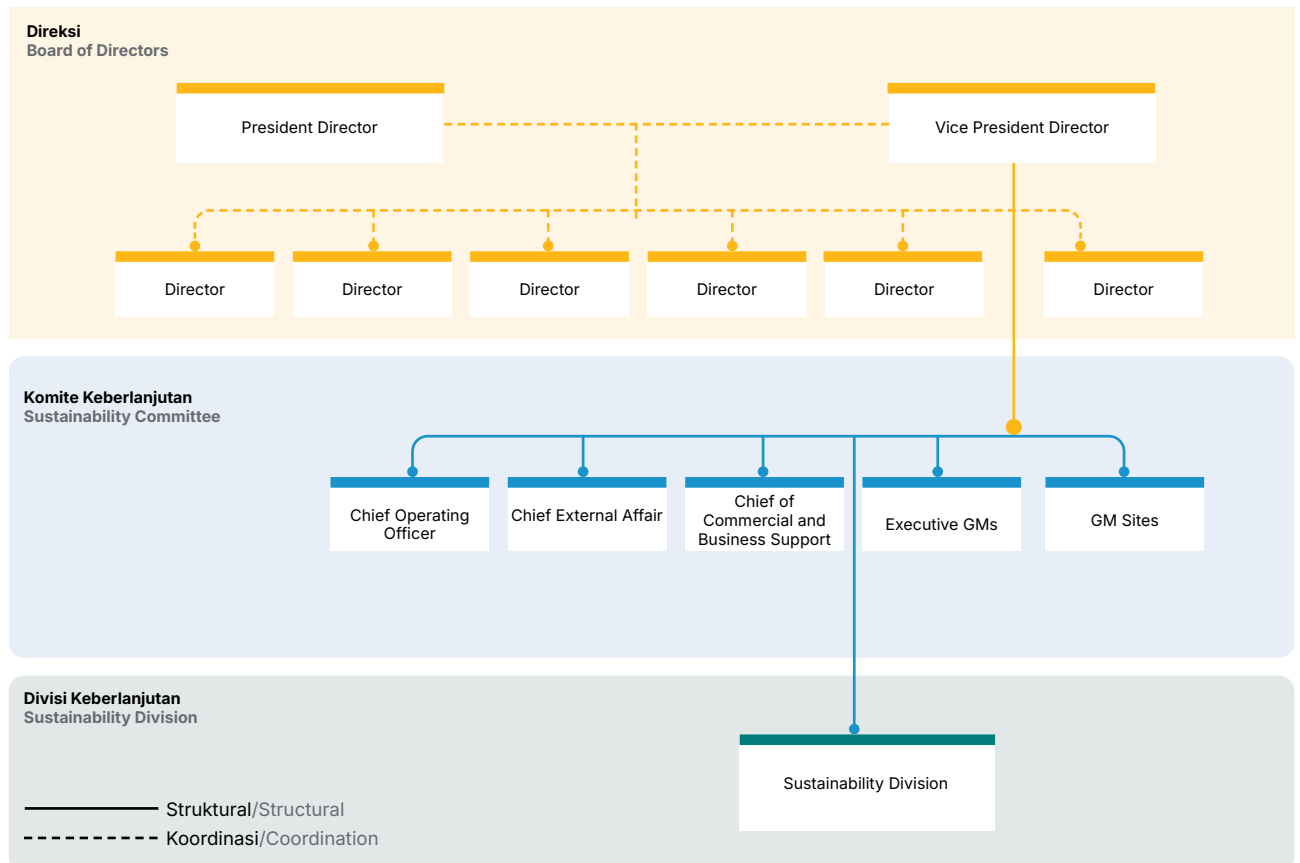 Direksi
Board of Directors
President Director
Vice President Director
Director
Director
Director
Director
Director
Director
Komite Keberlanjutan
Sustainability Committee
Chief Operating
Officer
Chief External Affair
Chief of
Commercial and
Business Support
Executive GMs
GM Sites
Divisi Keberlanjutan
Sustainability Division
Sustainability Division
Struktural/Structural
Koordinasi/Coordination